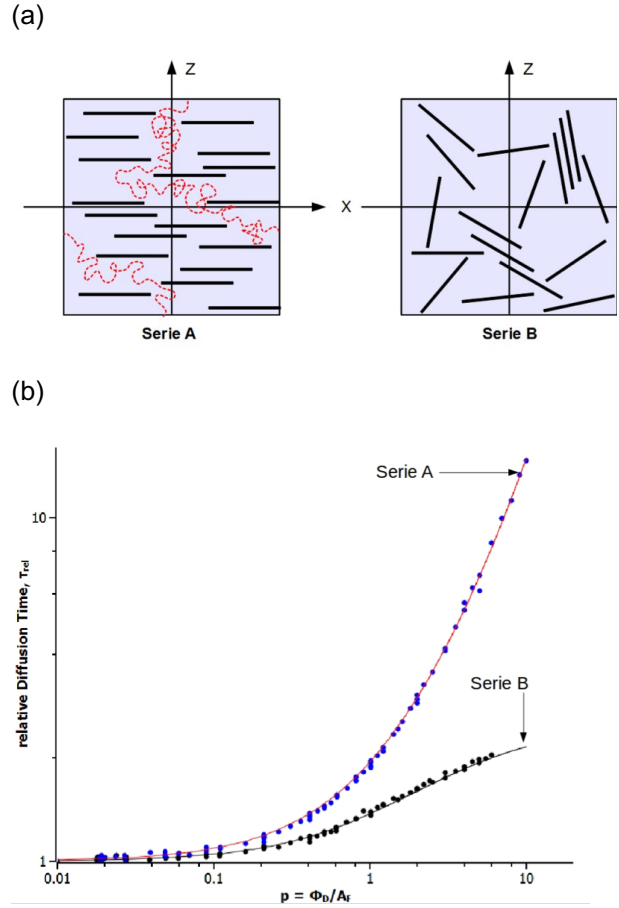 (a)
Z
Z
X
Serie A
Serie B
(b)
relative Diffusion Time, τrel
10
1
Serie A
Serie B
0.01
0.1
1
10
p = ΦD/AF